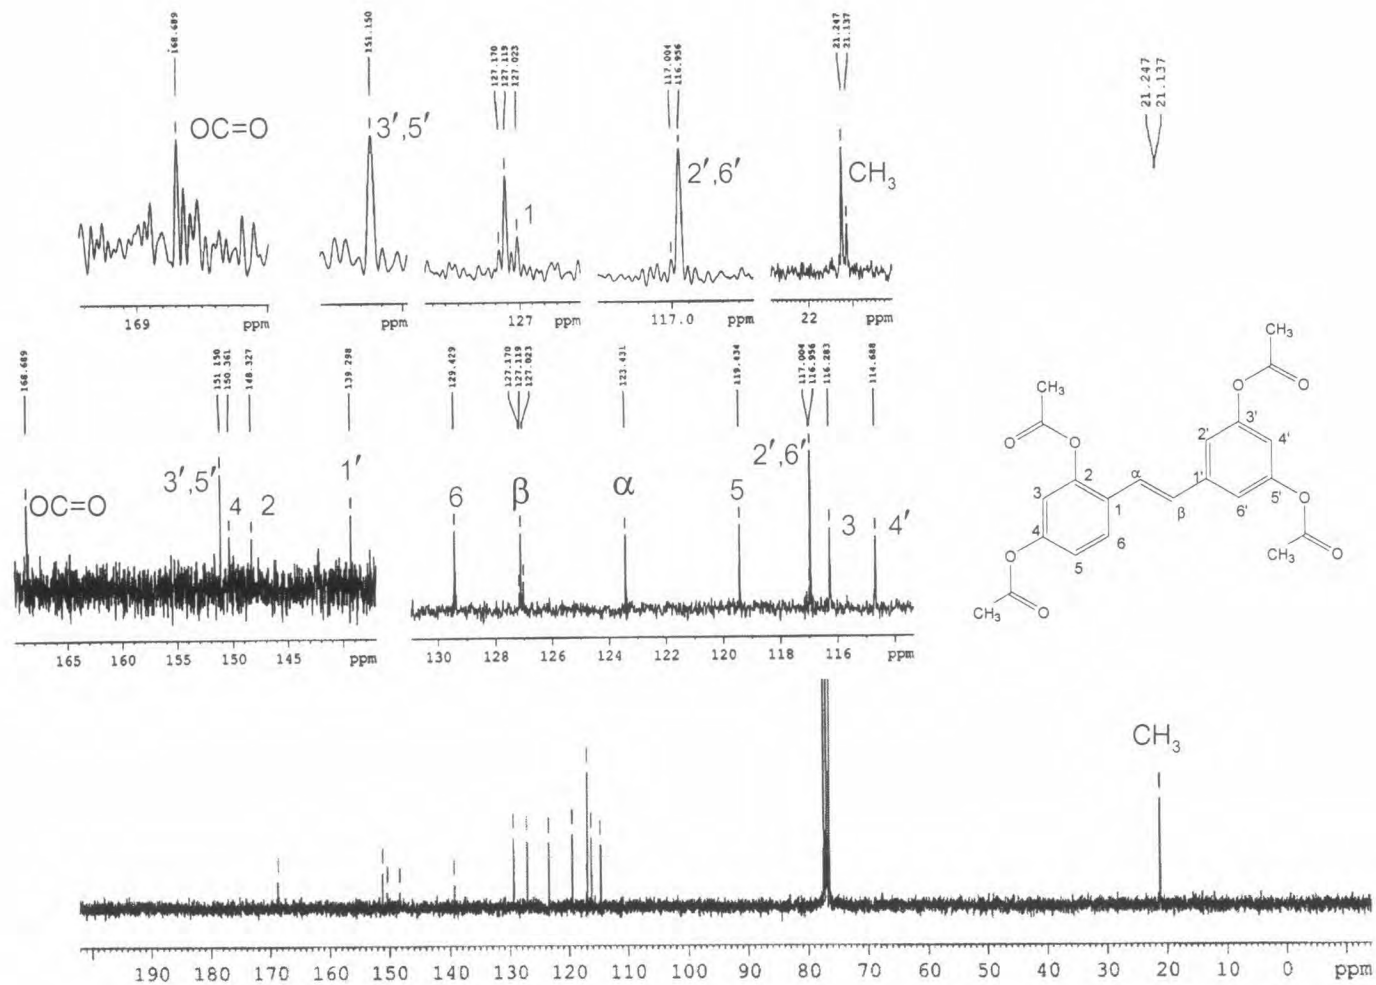 168.689
151.150
127.170
127.119
127.023
117.004
116.956
21.247
21.137
21.247
21.137
OC=O
3',5'
1
2',6'
CH3
169 ppm
ppm
127 ppm
117.0 ppm
22 ppm
168.689
151.150
150.361
148.327
139.298
129.429
127.170
127.119
127.023
123.431
119.434
117.004
116.956
116.283
114.688
OC=O
3',5'
4
2
1'
6
β
α
5
2',6'
3
4'
165 160 155 150 145 ppm
130 128 126 124 122 120 118 116 ppm
CH3
O
O
3'
2'
4'
1'
5'
6'
O
O
CH3
CH3
O
O
2
α
3
1
β
4
6
5
O
CH3
O
CH3
190 180 170 160 150 140 130 120 110 100 90 80 70 60 50 40 30 20 10 0 ppm